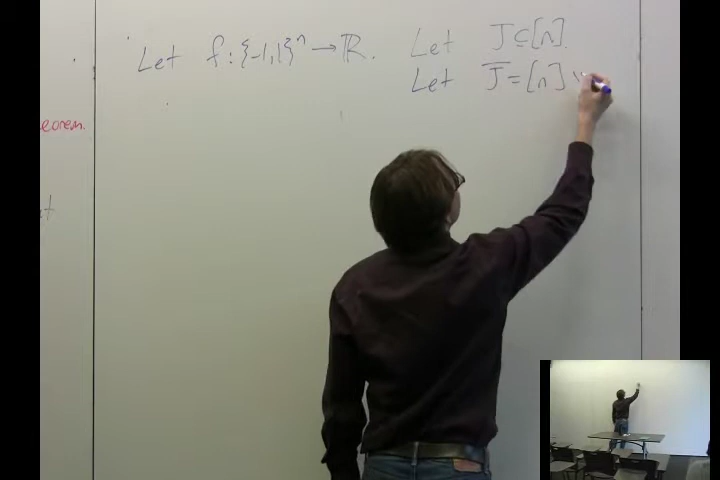 Let f:{-1,1}ⁿ→ℝ. Let J⊆[n].
Let J̅=[n]\
eorem.
t